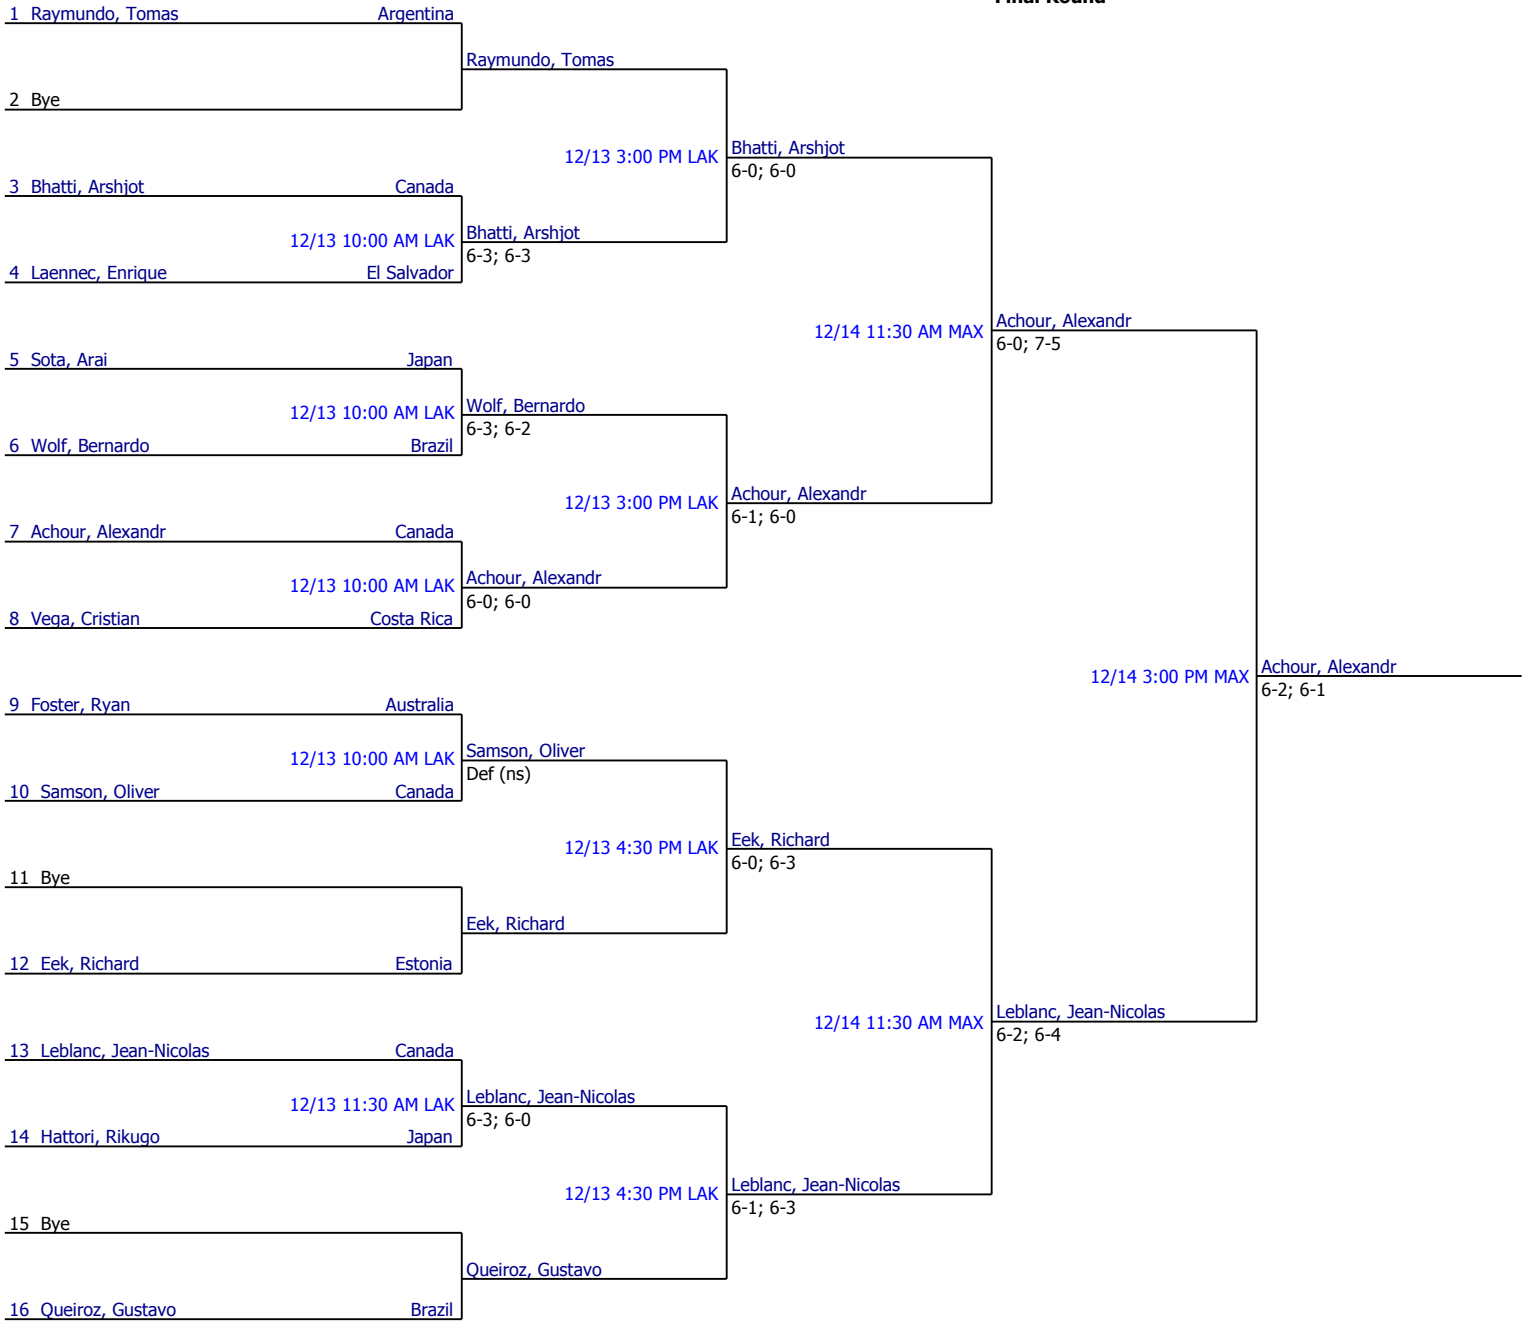 Final Round
1 Raymundo, Tomas Argentina
Raymundo, Tomas
2 Bye
12/13 3:00 PM LAK Bhatti, Arshjot
6-0; 6-0
3 Bhatti, Arshjot Canada
12/13 10:00 AM LAK Bhatti, Arshjot
6-3; 6-3
4 Laennec, Enrique El Salvador
12/14 11:30 AM MAX Achour, Alexandr
6-0; 7-5
5 Sota, Arai Japan
12/13 10:00 AM LAK Wolf, Bernardo
6-3; 6-2
6 Wolf, Bernardo Brazil
12/13 3:00 PM LAK Achour, Alexandr
6-1; 6-0
7 Achour, Alexandr Canada
12/13 10:00 AM LAK Achour, Alexandr
6-0; 6-0
8 Vega, Cristian Costa Rica
12/14 3:00 PM MAX Achour, Alexandr
6-2; 6-1
9 Foster, Ryan Australia
12/13 10:00 AM LAK Samson, Oliver
Def (ns)
10 Samson, Oliver Canada
12/13 4:30 PM LAK Eek, Richard
6-0; 6-3
11 Bye
Eek, Richard
12 Eek, Richard Estonia
12/14 11:30 AM MAX Leblanc, Jean-Nicolas
6-2; 6-4
13 Leblanc, Jean-Nicolas Canada
12/13 11:30 AM LAK Leblanc, Jean-Nicolas
6-3; 6-0
14 Hattori, Rikugo Japan
12/13 4:30 PM LAK Leblanc, Jean-Nicolas
6-1; 6-3
15 Bye
Queiroz, Gustavo
16 Queiroz, Gustavo Brazil